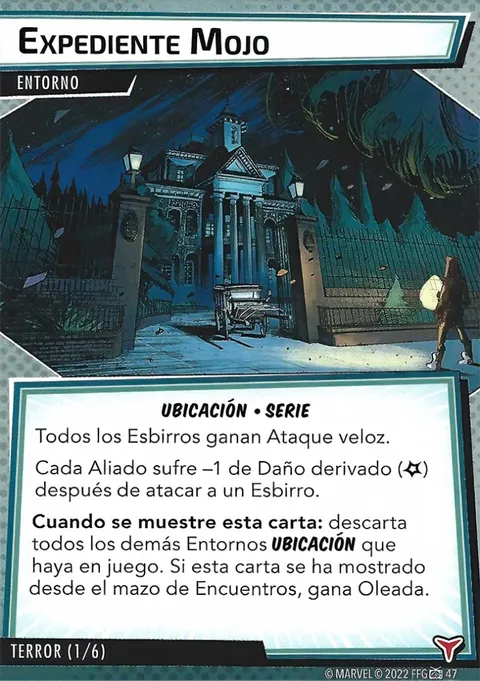 Expediente Mojo
ENTORNO
UBICACIÓN • SERIE
Todos los Esbirros ganan Ataque veloz.
Cada Aliado sufre –1 de Daño derivado ()
después de atacar a un Esbirro.
Cuando se muestre esta carta: descarta
todos los demás Entornos UBICACIÓN que
haya en juego. Si esta carta se ha mostrado
desde el mazo de Encuentros, gana Oleada.
TERROR (1/6)
© MARVEL © 2022 FFG 47